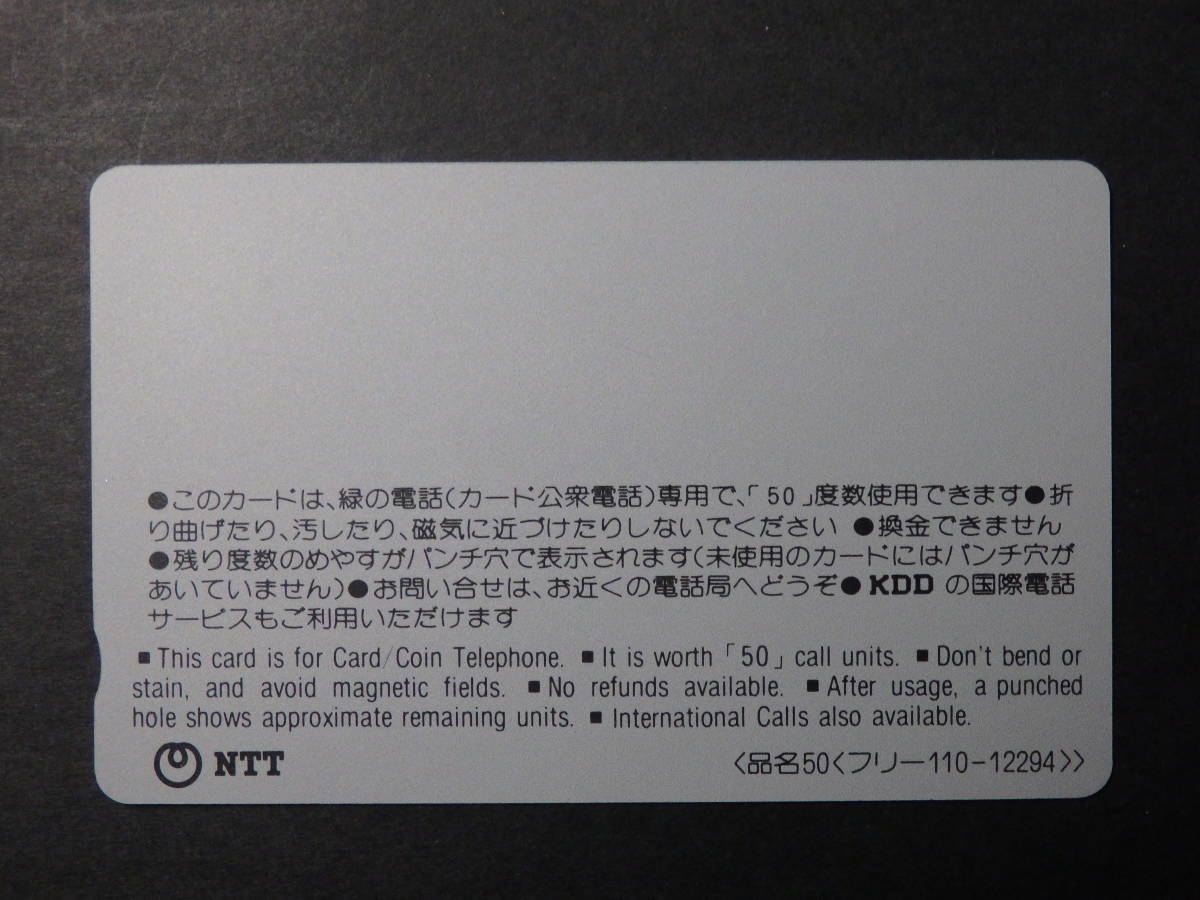 ●このカードは、緑の電話(カード公衆電話)専用で、「50」度数使用できます●折
り曲げたり、汚したり、磁気に近づけたりしないでください ●換金できません
●残り度数のめやすがパンチ穴で表示されます(未使用のカードにはパンチ穴が
あいていません)●お問い合せは、お近くの電話局へどうぞ● KDD の国際電話
サービスもご利用いただけます
■ This card is for Card/Coin Telephone. ■ It is worth「50」call units. ■ Don't bend or
stain, and avoid magnetic fields. ■ No refunds available. ■ After usage, a punched
hole shows approximate remaining units. ■ International Calls also available.
NTT 〈品名50〈フリー110-12294〉〉